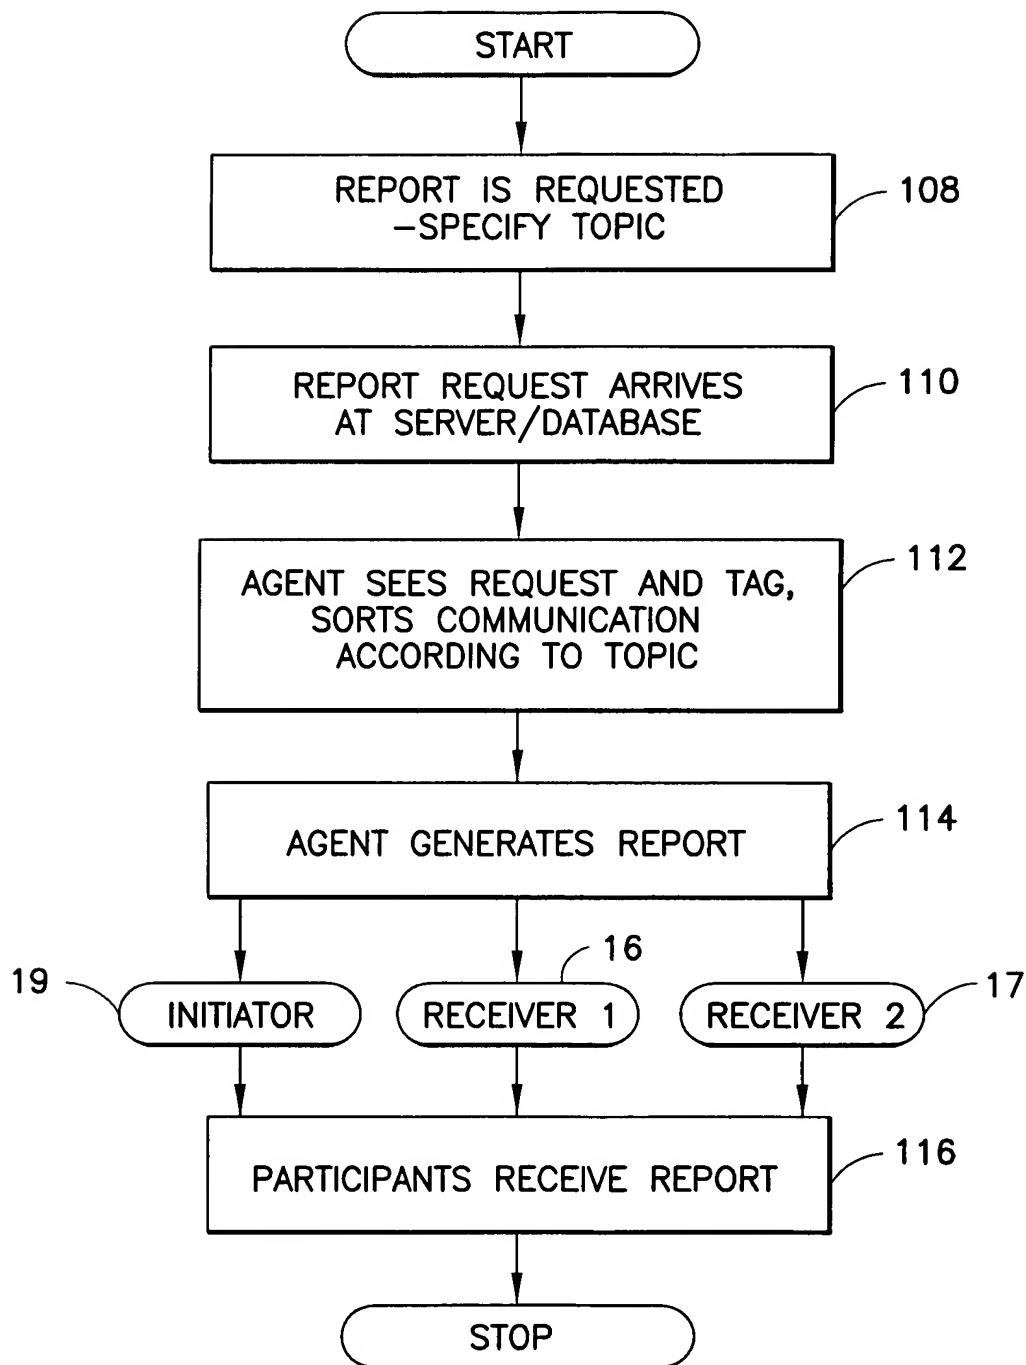 START
REPORT IS REQUESTED
-SPECIFY TOPIC
108
REPORT REQUEST ARRIVES
AT SERVER/DATABASE
110
AGENT SEES REQUEST AND TAG,
SORTS COMMUNICATION
ACCORDING TO TOPIC
112
AGENT GENERATES REPORT
114
19
INITIATOR
16
RECEIVER 1
RECEIVER 2
17
PARTICIPANTS RECEIVE REPORT
116
STOP